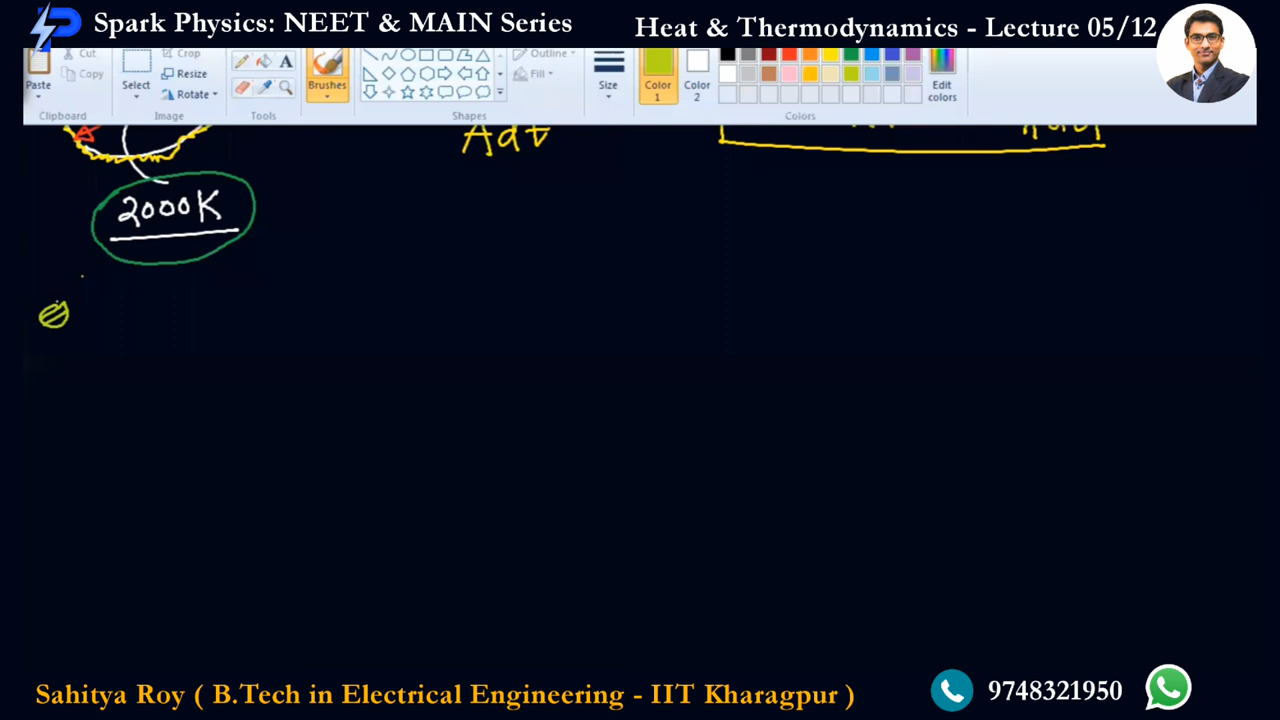 Spark Physics: NEET & MAIN Series
Heat & Thermodynamics - Lecture 05/12
Cut
Copy
Paste
Clipboard
Select
Crop
Resize
Rotate
Image
A
Tools
Brushes
Outline
Fill
Shapes
Size
Color 1
Color 2
Edit colors
Colors
Adt
2000K
Sahitya Roy ( B.Tech in Electrical Engineering - IIT Kharagpur )
9748321950